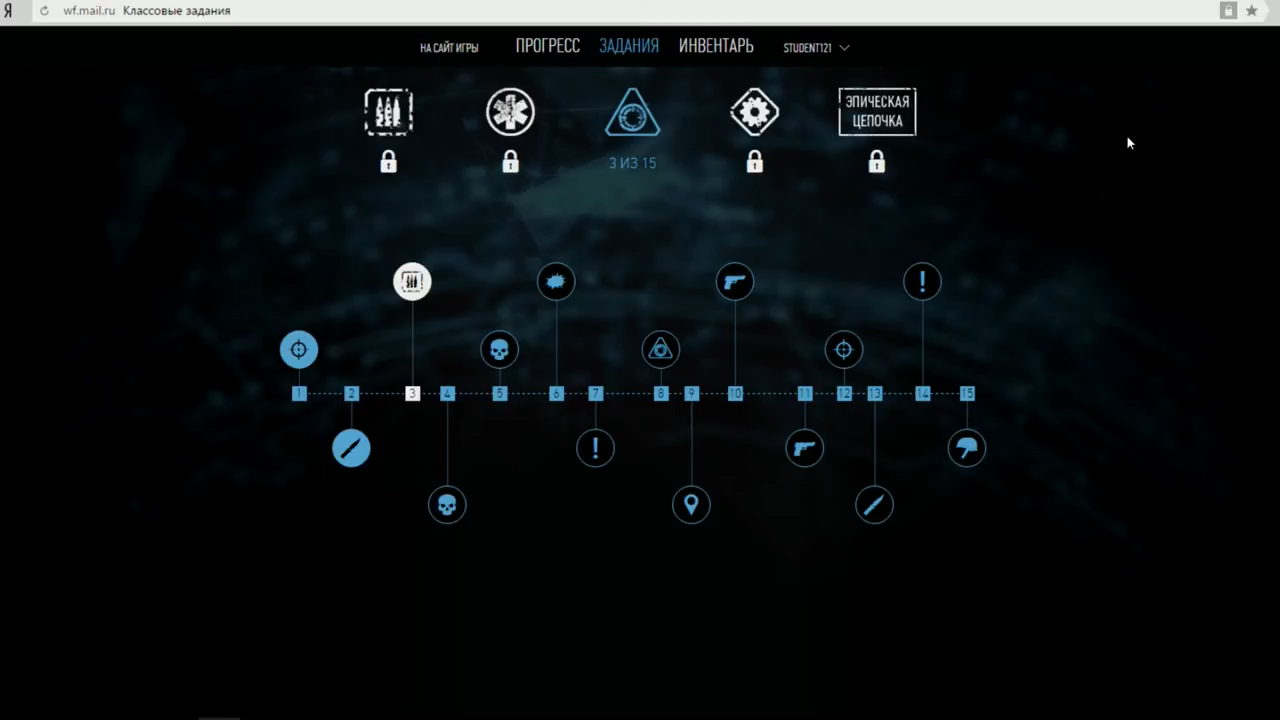 Я wf.mail.ru Классовые задания
НА САЙТ ИГРЫ ПРОГРЕСС ЗАДАНИЯ ИНВЕНТАРЬ STUDENT121
ЭПИЧЕСКАЯ
ЦЕПОЧКА
3 ИЗ 15
1 2 3 4 5 6 7 8 9 10 11 12 13 14 15